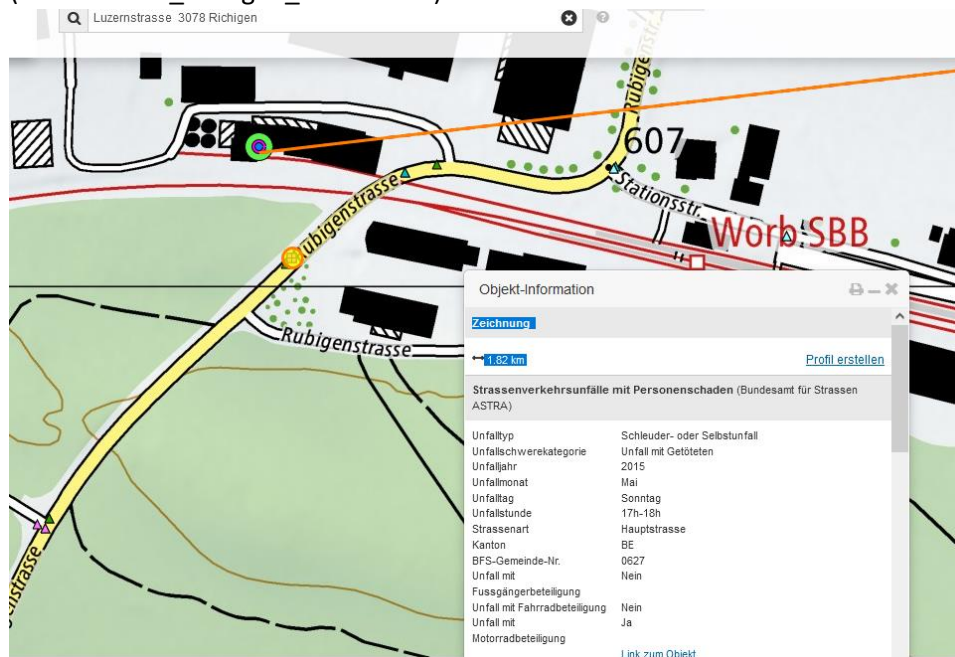 Luzernstrasse 3078 Richigen
Rubigenstr.
607
Stationsstr.
Rubigenstrasse
Worb SBB
Objekt-Information
Zeichnung
1.82 km
Profil erstellen
Rubigenstrasse
Strassenverkehrsunfälle mit Personenschaden (Bundesamt für Strassen
ASTRA)
Unfalltyp Schleuder- oder Selbstunfall
Unfallschwerekategorie Unfall mit Getöteten
Unfalljahr 2015
Unfallmonat Mai
Unfalltag Sonntag
Unfallstunde 17h-18h
Strassenart Hauptstrasse
Kanton BE
BFS-Gemeinde-Nr. 0627
Unfall mit Nein
Fussgängerbeteiligung
Unfall mit Fahrradbeteiligung Nein
Unfall mit Ja
Motorradbeteiligung
Link zum Objekt